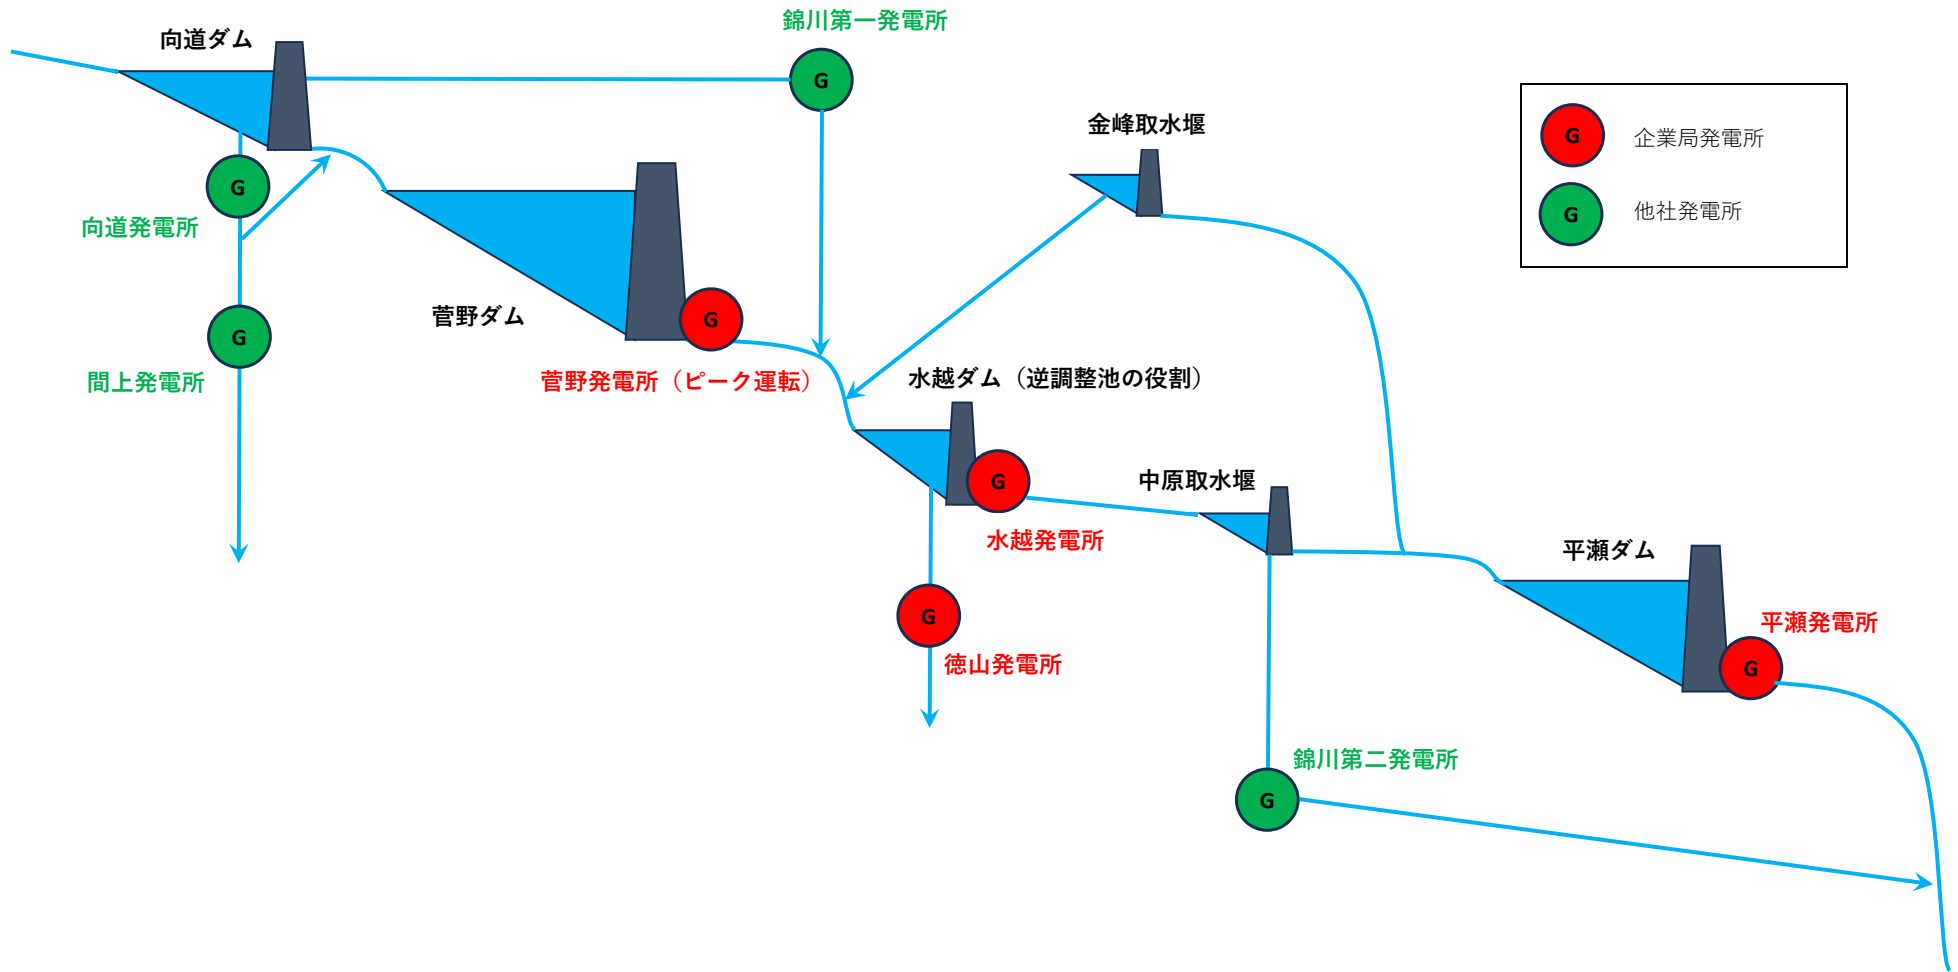 錦川第一発電所
向道ダム
G
金峰取水堰
G
企業局発電所
G
向道発電所
G
他社発電所
菅野ダム
G
菅野発電所（ピーク運転）
G
間上発電所
水越ダム（逆調整池の役割）
G
水越発電所
中原取水堰
平瀬ダム
G
徳山発電所
平瀬発電所
G
錦川第二発電所
G